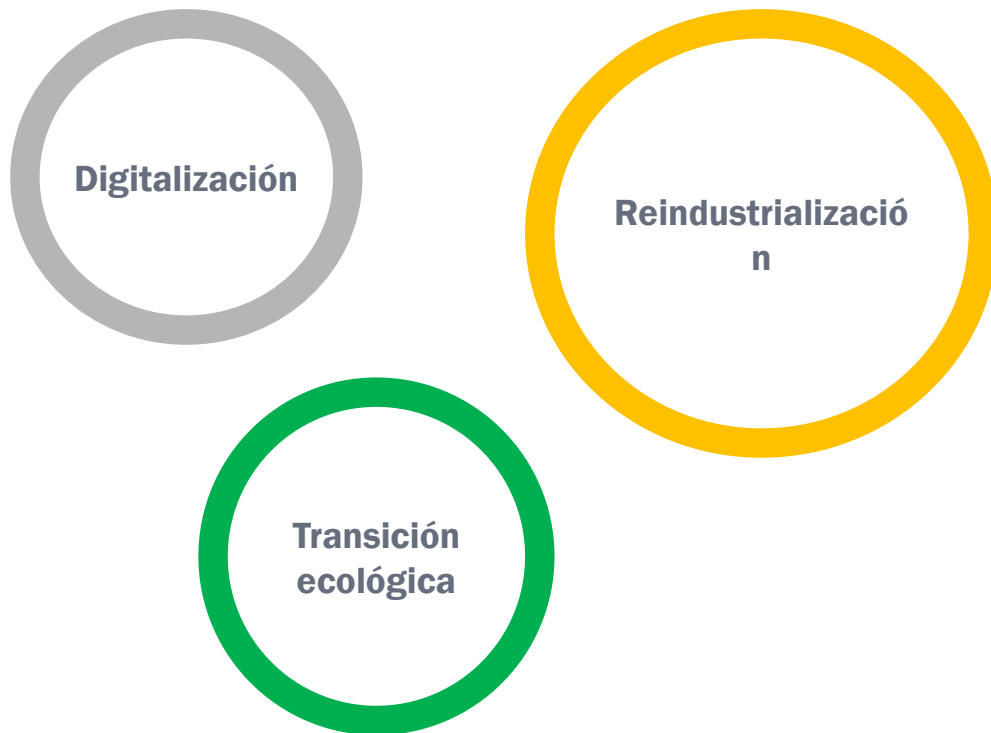 Digitalización
Reindustrializació
n
Transición
ecológica